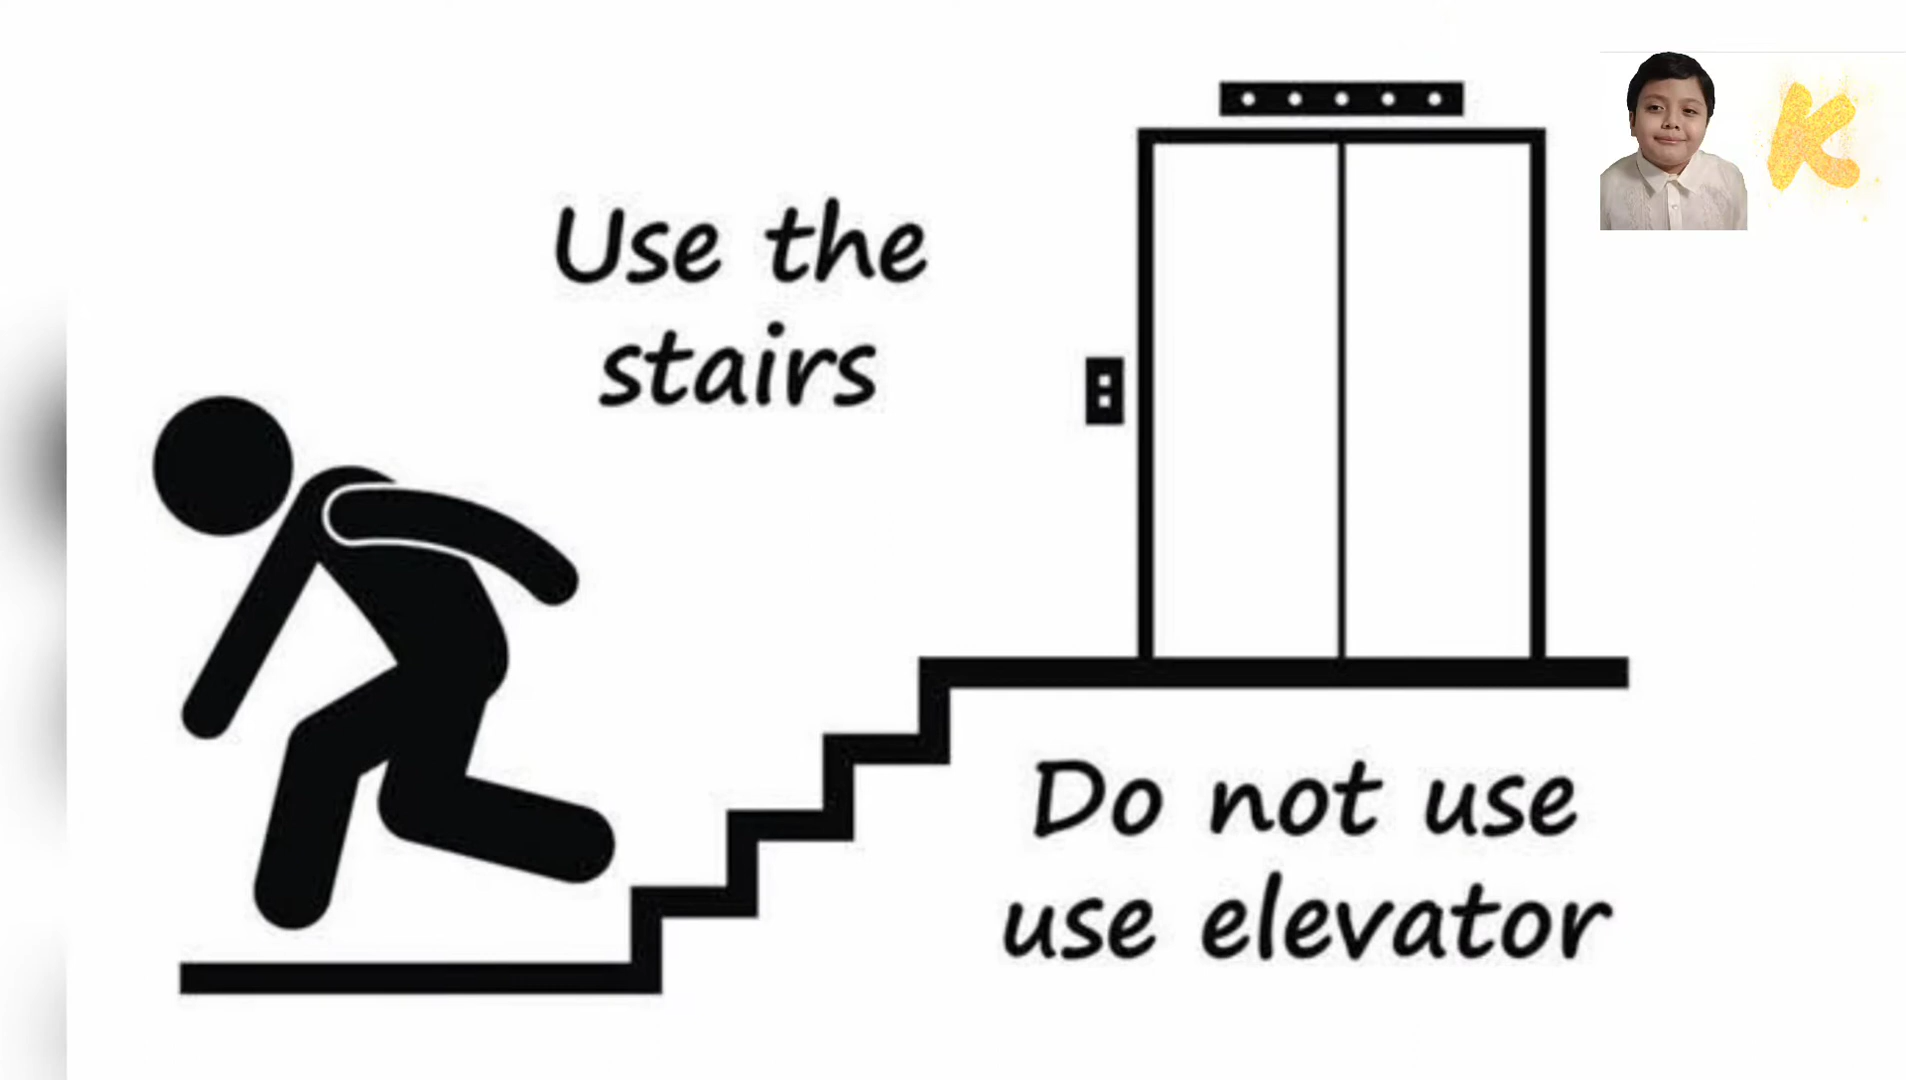 K
Use the
stairs
Do not use
use elevator